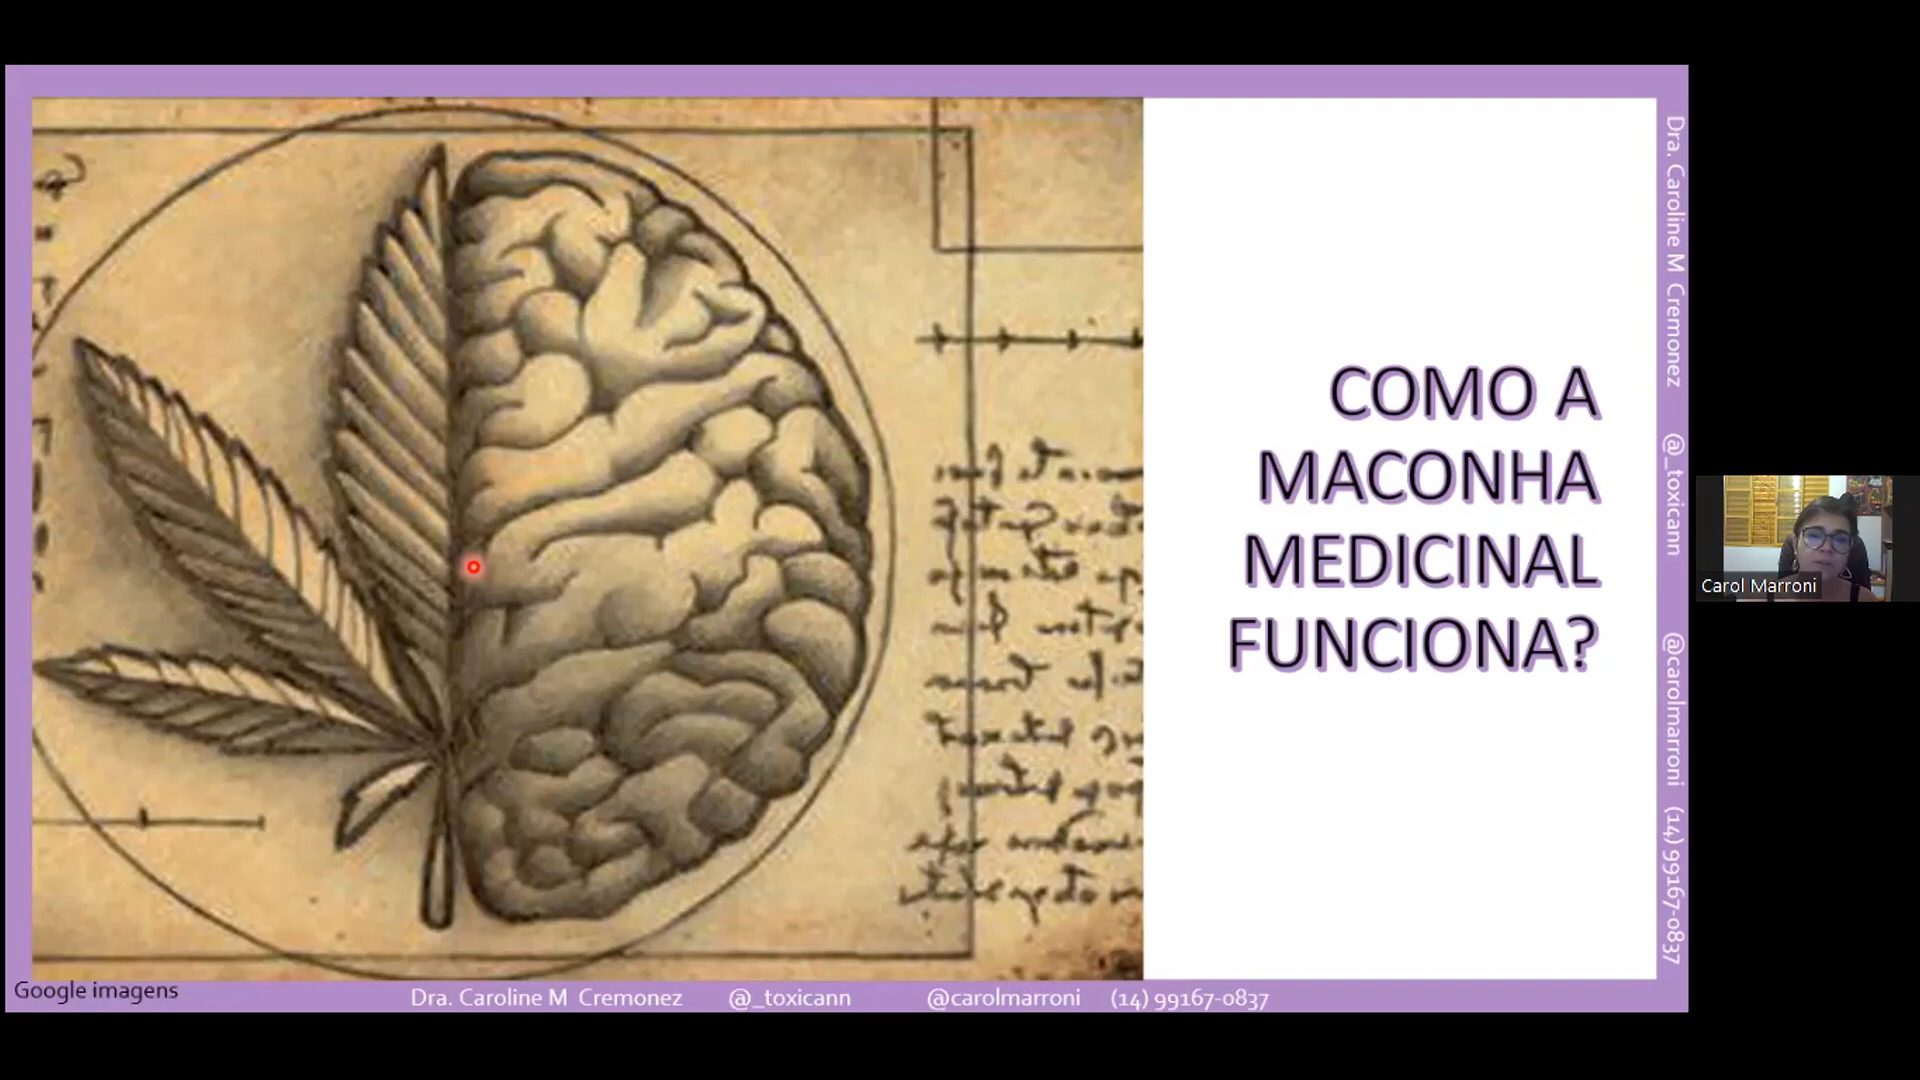 COMO A
MACONHA
MEDICINAL
FUNCIONA?
Dra. Caroline M Cremonez @_toxicann @carolmarroni (14) 99167-0837
Carol Marroni
Google imagens
Dra. Caroline M Cremonez @_toxicann @carolmarroni (14) 99167-0837